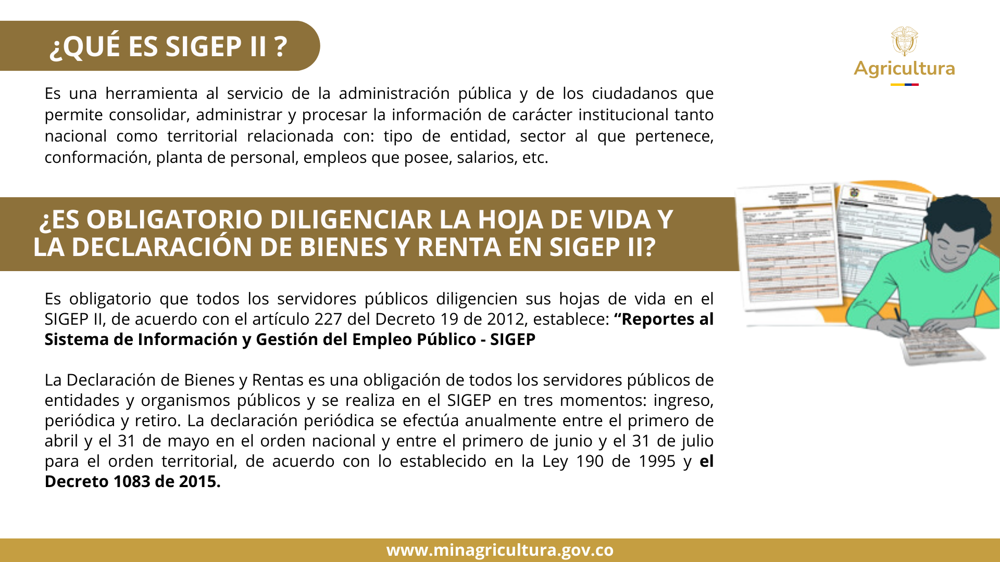 ¿QUÉ ES SIGEP II ?
Agricultura
Es una herramienta al servicio de la administración pública y de los ciudadanos que
permite consolidar, administrar y procesar la información de carácter institucional tanto
nacional como territorial relacionada con: tipo de entidad, sector al que pertenece,
conformación, planta de personal, empleos que posee, salarios, etc.
¿ES OBLIGATORIO DILIGENCIAR LA HOJA DE VIDA Y
LA DECLARACIÓN DE BIENES Y RENTA EN SIGEP II?
Es obligatorio que todos los servidores públicos diligencien sus hojas de vida en el
SIGEP II, de acuerdo con el artículo 227 del Decreto 19 de 2012, establece: “Reportes al
Sistema de Información y Gestión del Empleo Público - SIGEP
La Declaración de Bienes y Rentas es una obligación de todos los servidores públicos de
entidades y organismos públicos y se realiza en el SIGEP en tres momentos: ingreso,
periódica y retiro. La declaración periódica se efectúa anualmente entre el primero de
abril y el 31 de mayo en el orden nacional y entre el primero de junio y el 31 de julio
para el orden territorial, de acuerdo con lo establecido en la Ley 190 de 1995 y el
Decreto 1083 de 2015.
www.minagricultura.gov.co